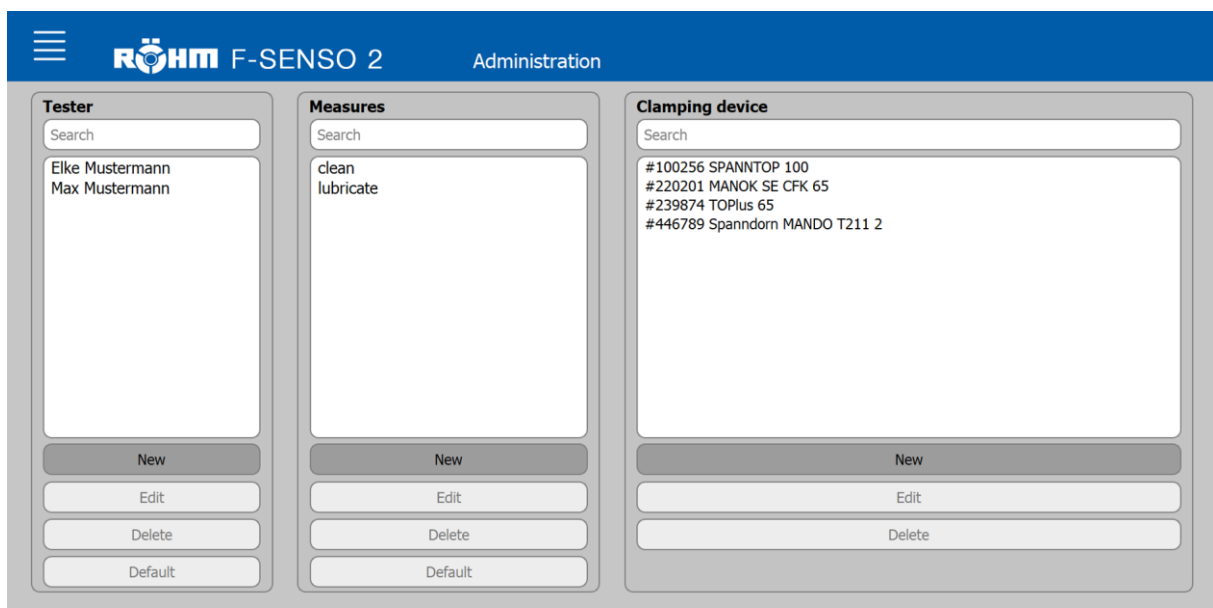 RÖHM F-SENSO 2 Administration
Tester
Search
Elke Mustermann
Max Mustermann
New
Edit
Delete
Default
Measures
Search
clean
lubricate
New
Edit
Delete
Default
Clamping device
Search
#100256 SPANNTOP 100
#220201 MANOK SE CFK 65
#239874 TOPlus 65
#446789 Spanndorn MANDO T211 2
New
Edit
Delete